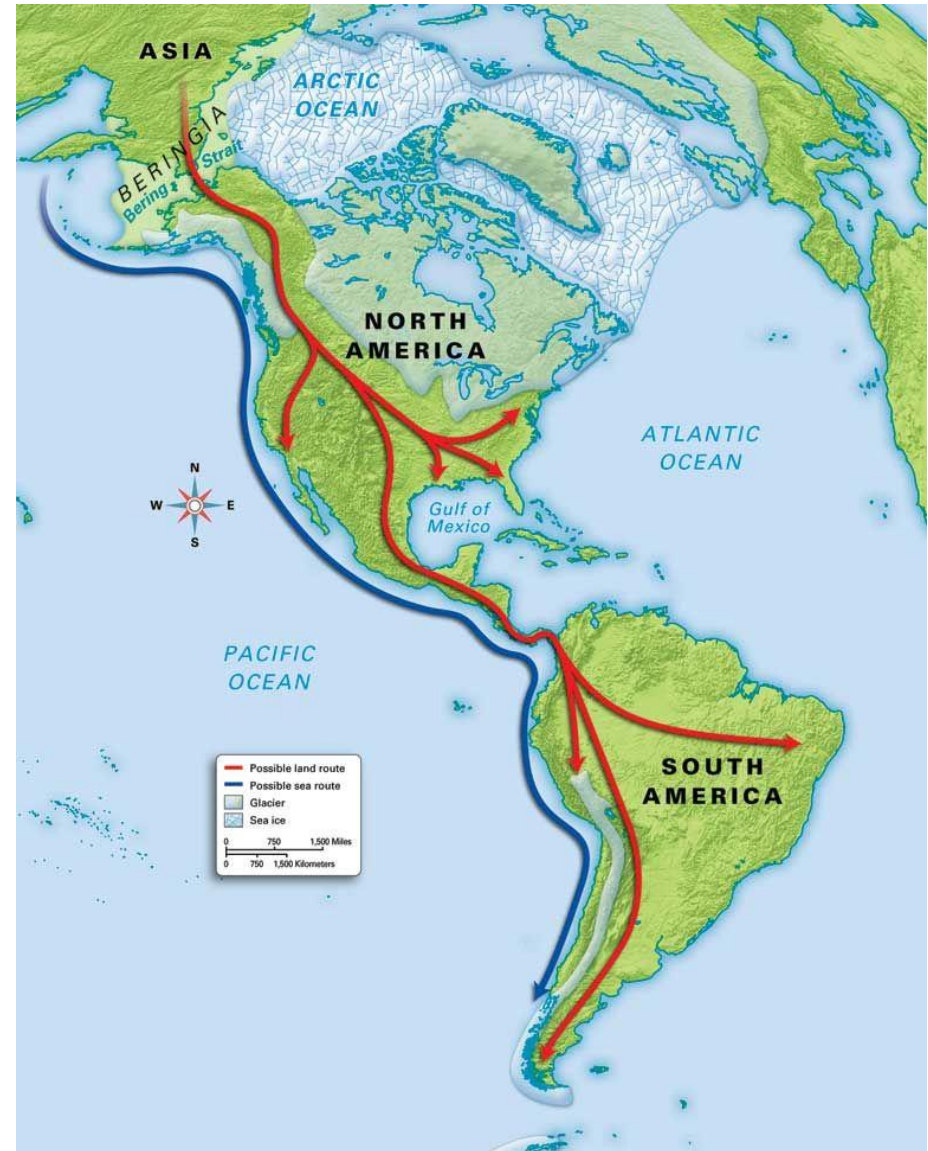 ASIA
ARCTIC
OCEAN
BERINGIA
Bering Strait
NORTH
AMERICA
ATLANTIC
OCEAN
N
W E
S
Gulf of
Mexico
PACIFIC
OCEAN
SOUTH
AMERICA
Possible land route
Possible sea route
Glacier
Sea ice
0 750 1,500 Miles
0 750 1,500 Kilometers